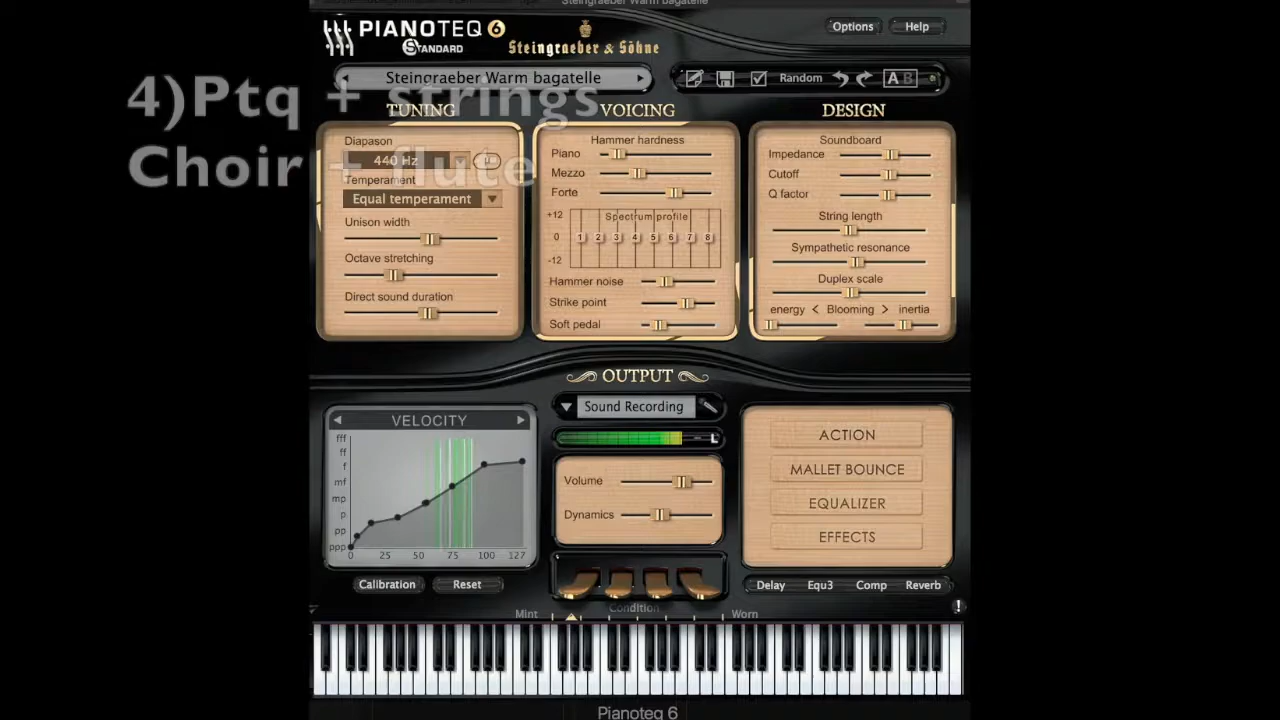 Steingraeber Warm bagatelle
PIANOTEQ 6
STANDARD
Steingraeber & Söhne
Options
Help
Steingraeber Warm bagatelle
Random
A B
4)Ptq + strings
Choir + flute
TUNING
Diapason
440 Hz
Temperament
Equal temperament
Unison width
Octave stretching
Direct sound duration
VOICING
Hammer hardness
Piano
Mezzo
Forte
+12
0
-12
Spectrum profile
1 2 3 4 5 6 7 8
Hammer noise
Strike point
Soft pedal
DESIGN
Soundboard
Impedance
Cutoff
Q factor
String length
Sympathetic resonance
Duplex scale
energy < Blooming > inertia
OUTPUT
Sound Recording
L
Volume
Dynamics
VELOCITY
fff
ff
f
mf
mp
p
pp
ppp
0 25 50 75 100 127
Calibration
Reset
ACTION
MALLET BOUNCE
EQUALIZER
EFFECTS
Delay Equ3 Comp Reverb
!
Mint Condition Worn
Pianoteq 6